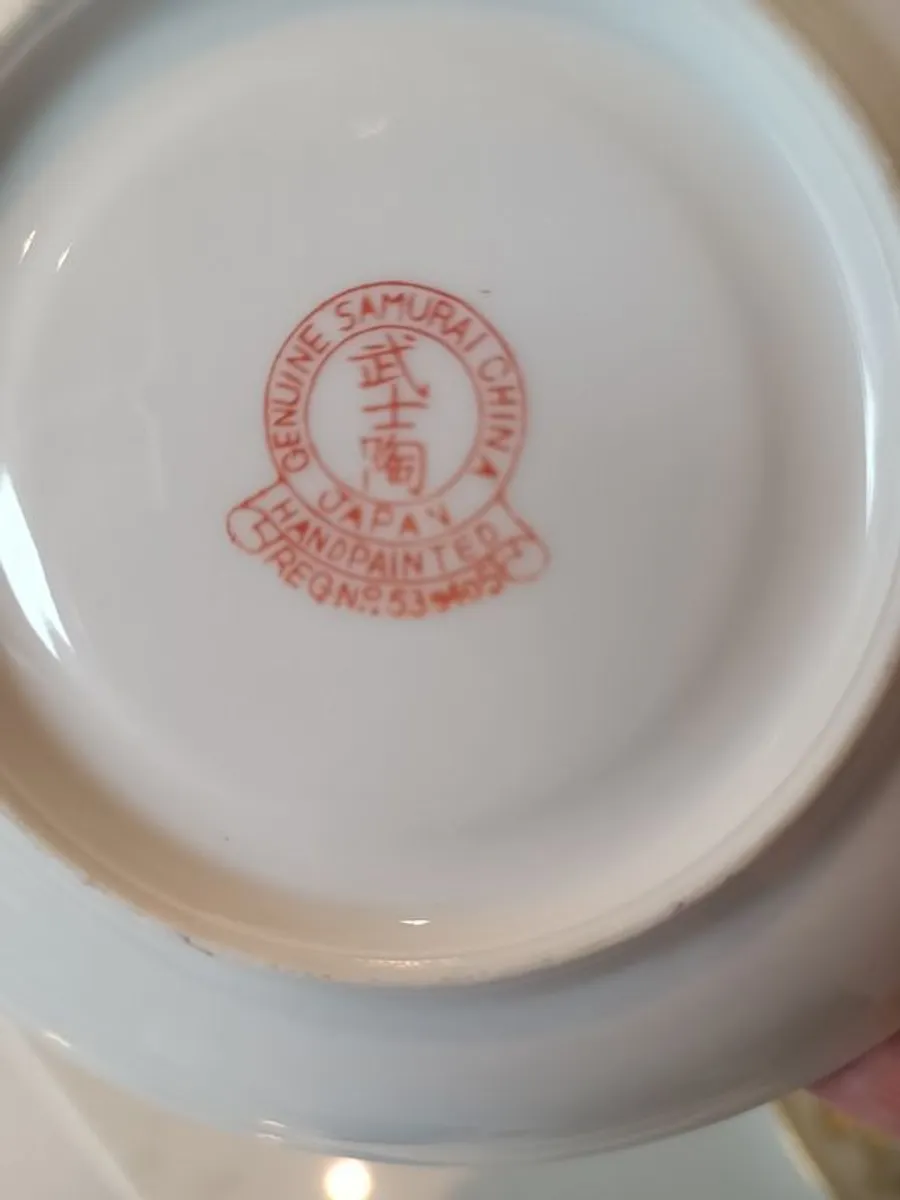 GENUINE SAMURAI CHINA
武士陶
JAPAN
HANDPAINTED
REG.Nº.